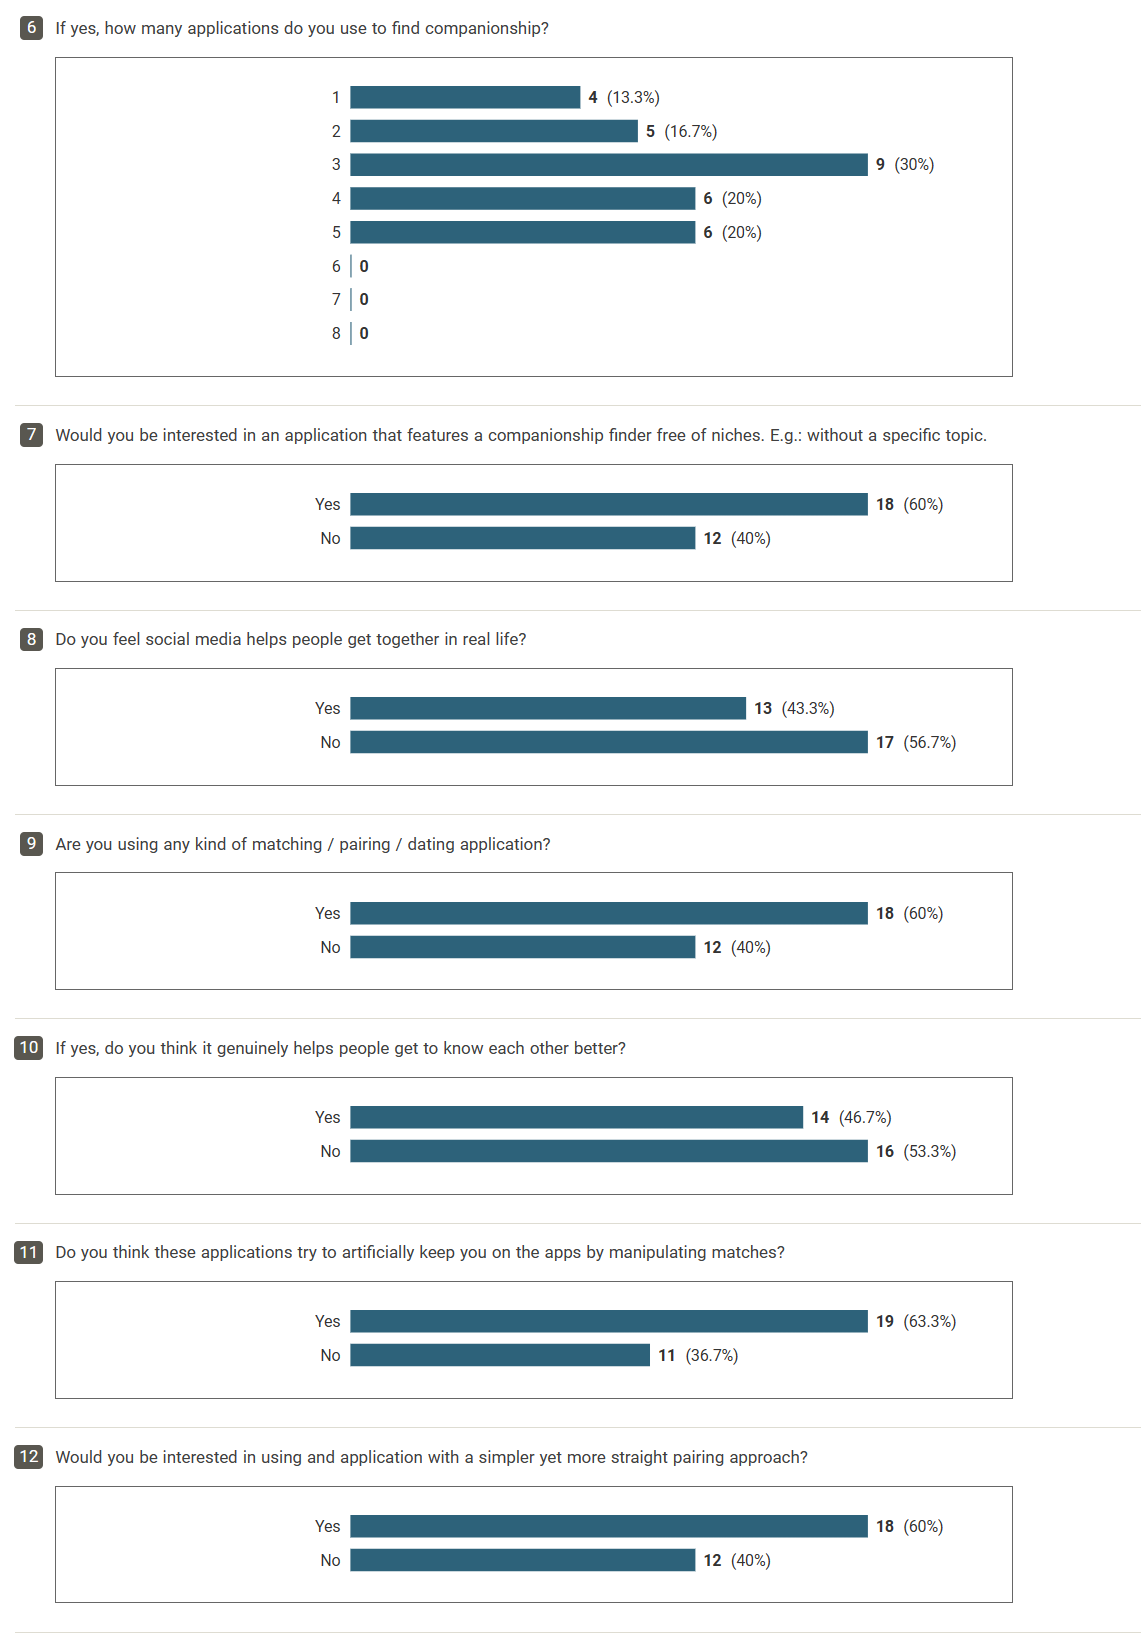 6 If yes, how many applications do you use to find companionship?
1 4 (13.3%)
2 5 (16.7%)
3 9 (30%)
4 6 (20%)
5 6 (20%)
6 0
7 0
8 0
7 Would you be interested in an application that features a companionship finder free of niches. E.g.: without a specific topic.
Yes 18 (60%)
No 12 (40%)
8 Do you feel social media helps people get together in real life?
Yes 13 (43.3%)
No 17 (56.7%)
9 Are you using any kind of matching / pairing / dating application?
Yes 18 (60%)
No 12 (40%)
10 If yes, do you think it genuinely helps people get to know each other better?
Yes 14 (46.7%)
No 16 (53.3%)
11 Do you think these applications try to artificially keep you on the apps by manipulating matches?
Yes 19 (63.3%)
No 11 (36.7%)
12 Would you be interested in using and application with a simpler yet more straight pairing approach?
Yes 18 (60%)
No 12 (40%)